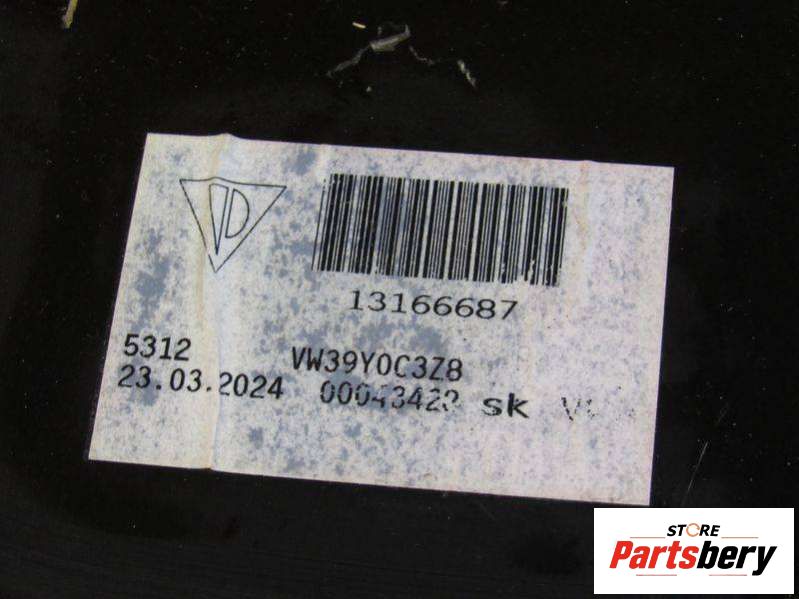 13166687
5312 VW39Y0C3Z8
23.03.2024 sk
STORE
Partsbery